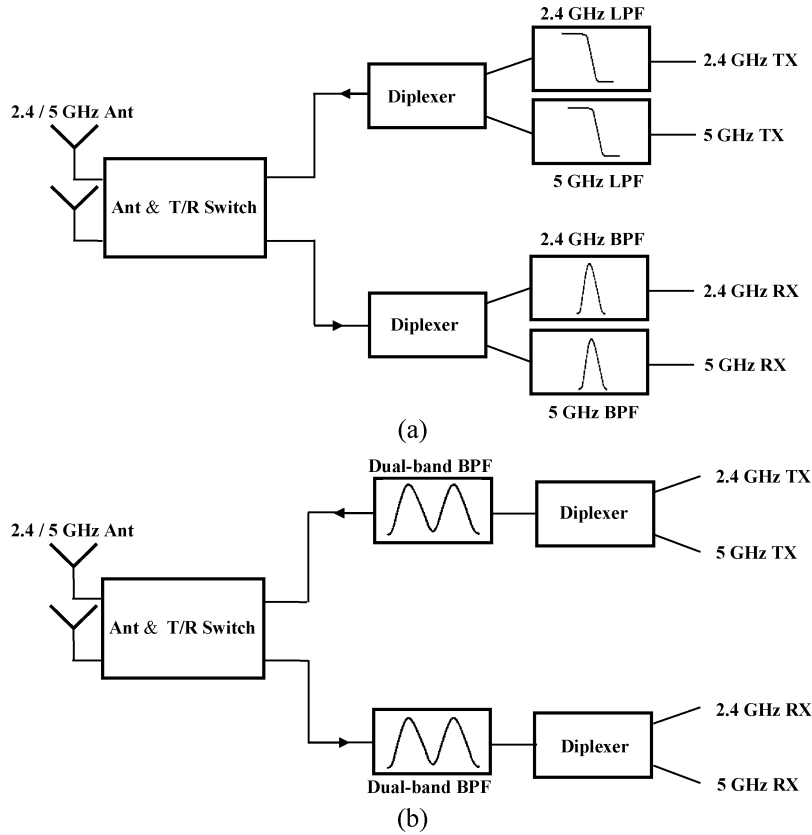 2.4 GHz LPF
2.4 GHz TX
Diplexer
5 GHz TX
5 GHz LPF
2.4 / 5 GHz Ant
Ant & T/R Switch
2.4 GHz BPF
2.4 GHz RX
Diplexer
5 GHz RX
5 GHz BPF
(a)
Dual-band BPF
2.4 GHz TX
Diplexer
5 GHz TX
2.4 / 5 GHz Ant
Ant & T/R Switch
2.4 GHz RX
Diplexer
5 GHz RX
Dual-band BPF
(b)